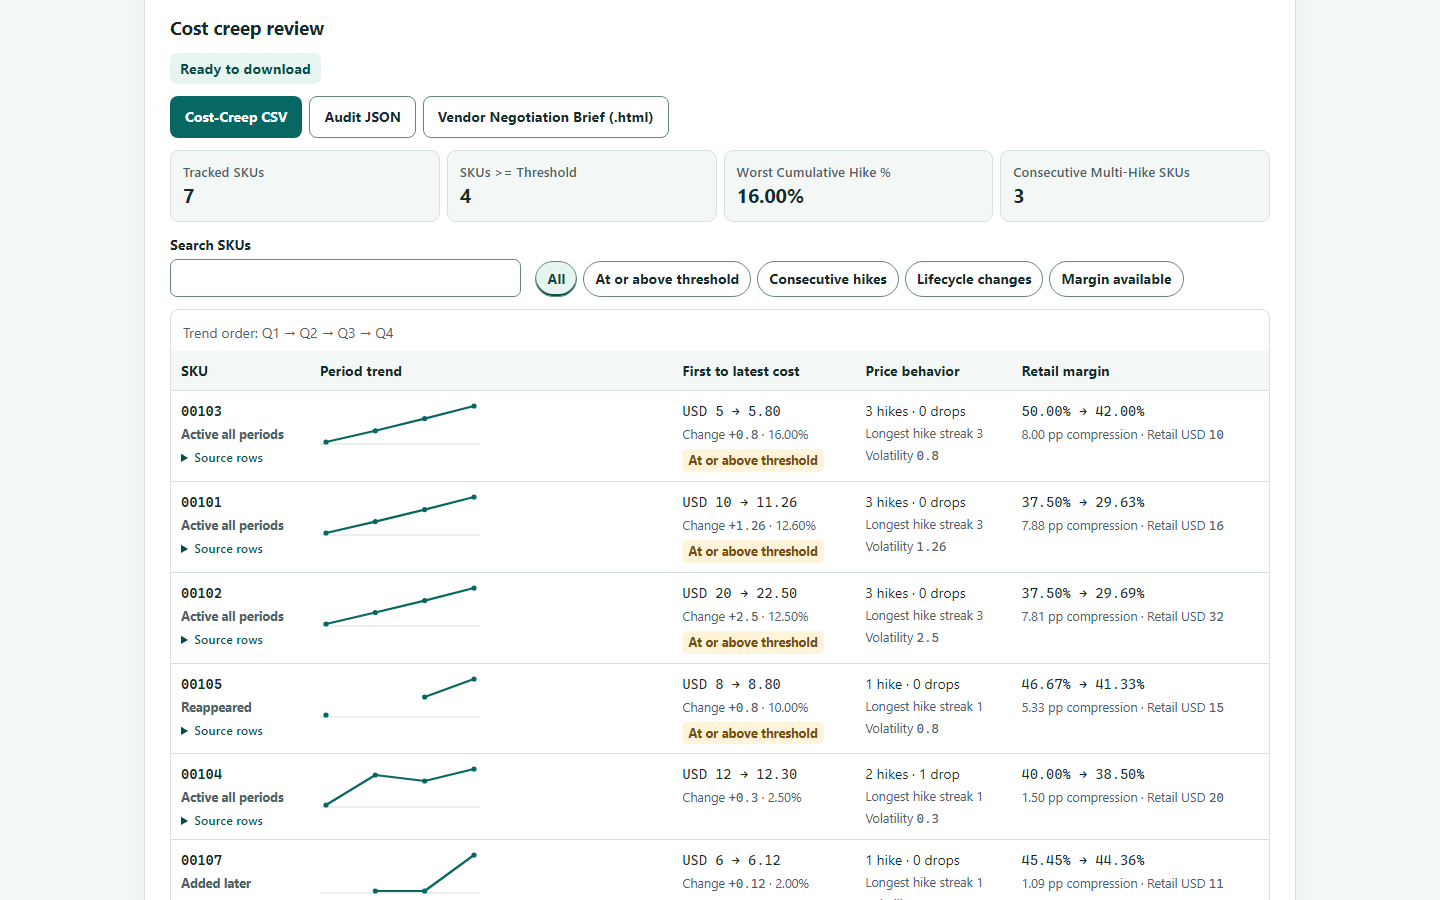 Cost creep review
Ready to download
Cost-Creep CSV
Audit JSON
Vendor Negotiation Brief (.html)
Tracked SKUs
7
SKUs >= Threshold
4
Worst Cumulative Hike %
16.00%
Consecutive Multi-Hike SKUs
3
Search SKUs
All
At or above threshold
Consecutive hikes
Lifecycle changes
Margin available
Trend order: Q1 → Q2 → Q3 → Q4
SKU Period trend First to latest cost Price behavior Retail margin
00103
Active all periods
▶ Source rows
USD 5 → 5.80
Change +0.8 · 16.00%
At or above threshold
3 hikes · 0 drops
Longest hike streak 3
Volatility 0.8
50.00% → 42.00%
8.00 pp compression · Retail USD 10
00101
Active all periods
▶ Source rows
USD 10 → 11.26
Change +1.26 · 12.60%
At or above threshold
3 hikes · 0 drops
Longest hike streak 3
Volatility 1.26
37.50% → 29.63%
7.88 pp compression · Retail USD 16
00102
Active all periods
▶ Source rows
USD 20 → 22.50
Change +2.5 · 12.50%
At or above threshold
3 hikes · 0 drops
Longest hike streak 3
Volatility 2.5
37.50% → 29.69%
7.81 pp compression · Retail USD 32
00105
Reappeared
▶ Source rows
USD 8 → 8.80
Change +0.8 · 10.00%
At or above threshold
1 hike · 0 drops
Longest hike streak 1
Volatility 0.8
46.67% → 41.33%
5.33 pp compression · Retail USD 15
00104
Active all periods
▶ Source rows
USD 12 → 12.30
Change +0.3 · 2.50%
2 hikes · 1 drop
Longest hike streak 1
Volatility 0.3
40.00% → 38.50%
1.50 pp compression · Retail USD 20
00107
Added later
USD 6 → 6.12
Change +0.12 · 2.00%
1 hike · 0 drops
Longest hike streak 1
45.45% → 44.36%
1.09 pp compression · Retail USD 11